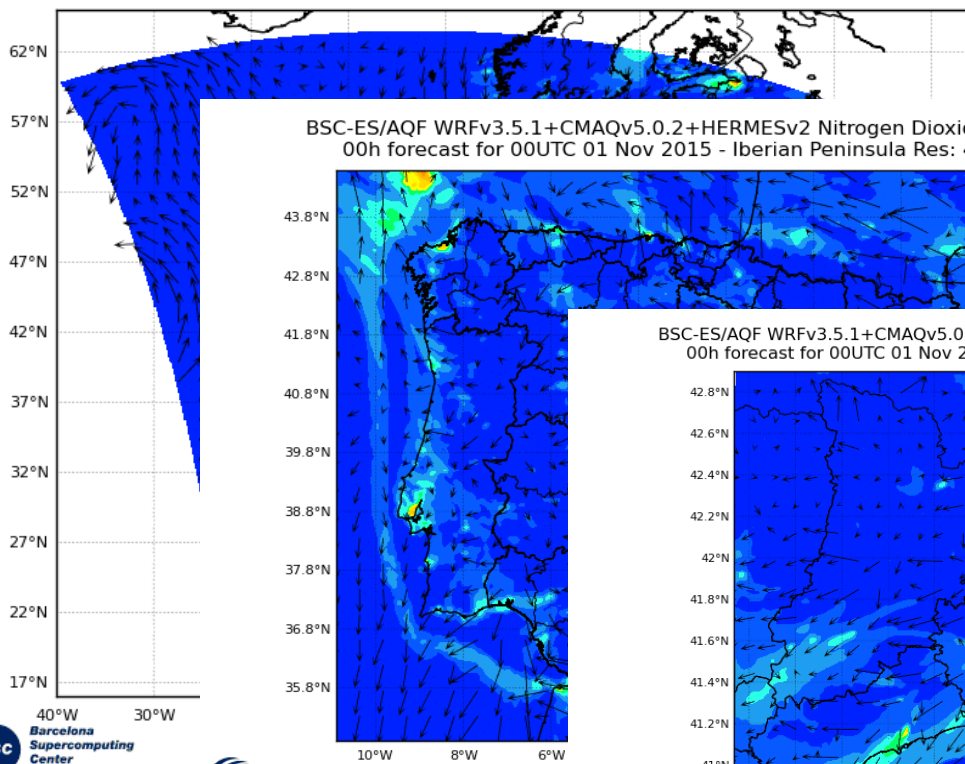 62°N
57°N
52°N
47°N
42°N
37°N
32°N
27°N
22°N
17°N
40°W 30°W
Barcelona
Supercomputing
Center
BSC-ES/AQF WRFv3.5.1+CMAQv5.0.2+HERMESv2 Nitrogen
00h forecast for 00UTC 01 Nov 2015 - Iberian Peninsula Res:
43.8°N
42.8°N
41.8°N
40.8°N
39.8°N
38.8°N
37.8°N
36.8°N
35.8°N
10°W 8°W 6°W
BSC-ES/AQF WRFv3.5.1+CMAQv5.0
00h forecast for 00UTC 01 Nov 2
42.8°N
42.6°N
42.4°N
42.2°N
42°N
41.8°N
41.6°N
41.4°N
41.2°N